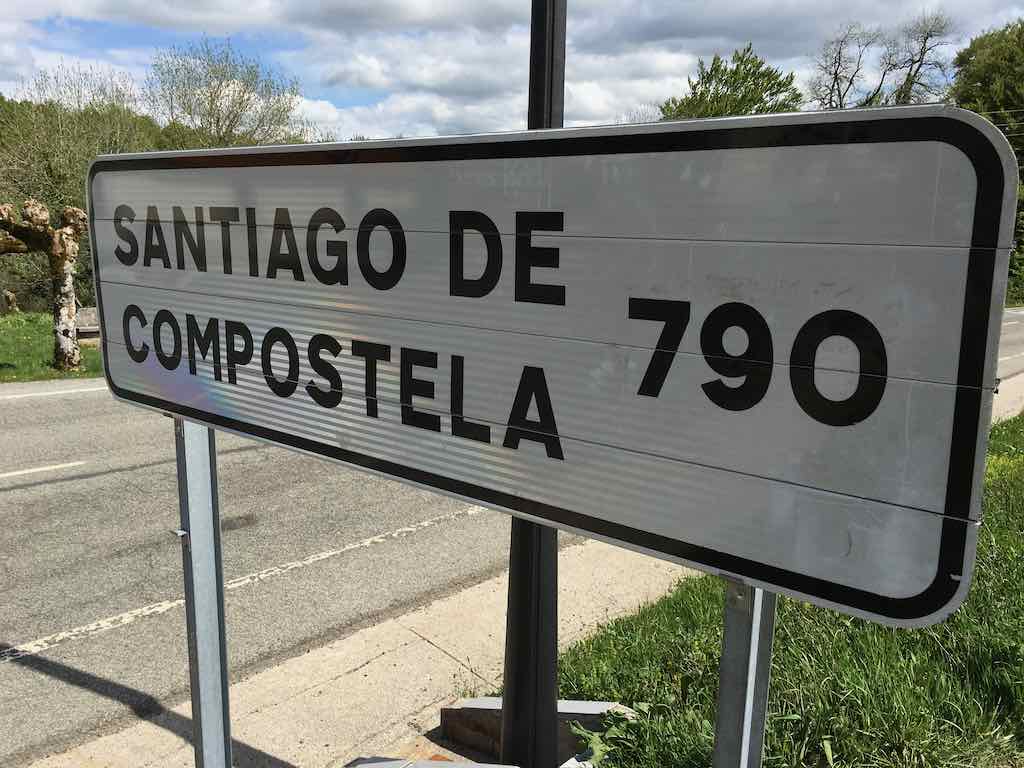 SANTIAGO DE
COMPOSTELA 790